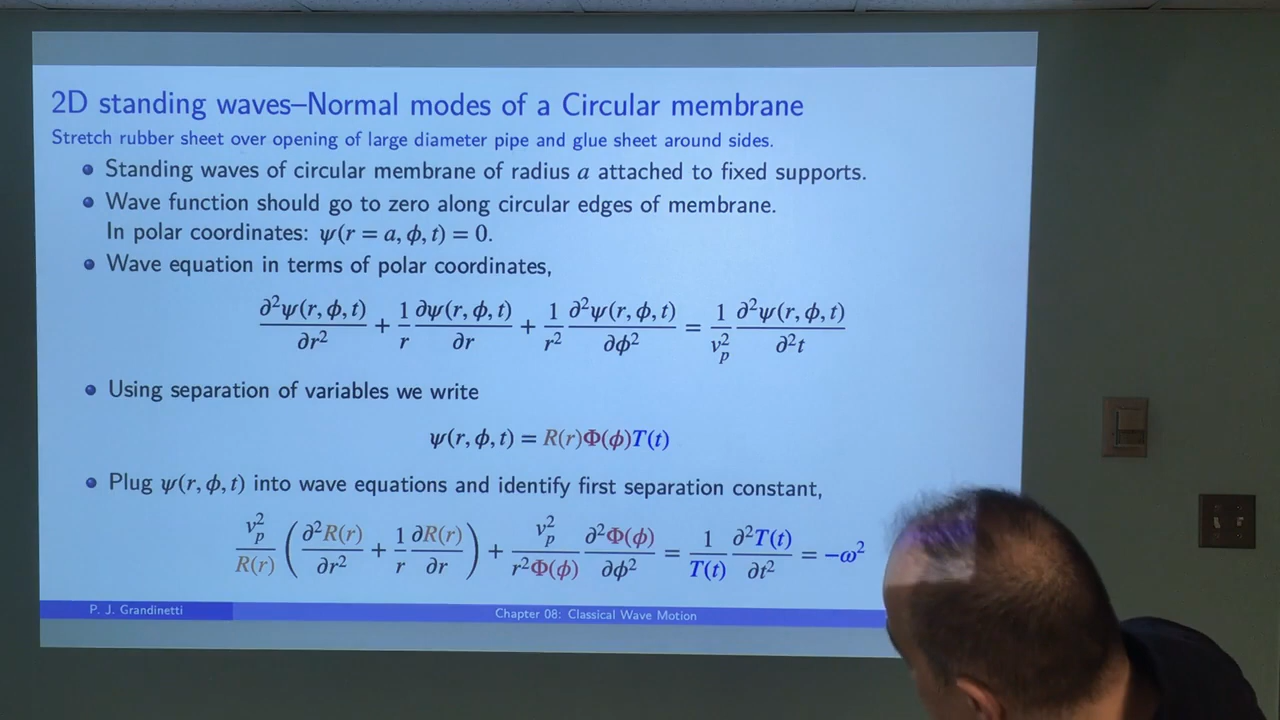 2D standing waves–Normal modes of a Circular membrane
Stretch rubber sheet over opening of large diameter pipe and glue sheet around sides.
Standing waves of circular membrane of radius a attached to fixed supports.
Wave function should go to zero along circular edges of membrane.
In polar coordinates: ψ(r = a, ϕ, t) = 0.
Wave equation in terms of polar coordinates,
∂²ψ(r, ϕ, t)/∂r² + 1/r ∂ψ(r, ϕ, t)/∂r + 1/r² ∂²ψ(r, ϕ, t)/∂ϕ² = 1/v_p² ∂²ψ(r, ϕ, t)/∂²t
Using separation of variables we write
ψ(r, ϕ, t) = R(r)Φ(ϕ)T(t)
Plug ψ(r, ϕ, t) into wave equations and identify first separation constant,
v_p²/R(r) (∂²R(r)/∂r² + 1/r ∂R(r)/∂r) + v_p²/r²Φ(ϕ) ∂²Φ(ϕ)/∂ϕ² = 1/T(t) ∂²T(t)/∂t² = −ω²
P. J. Grandinetti
Chapter 08: Classical Wave Motion